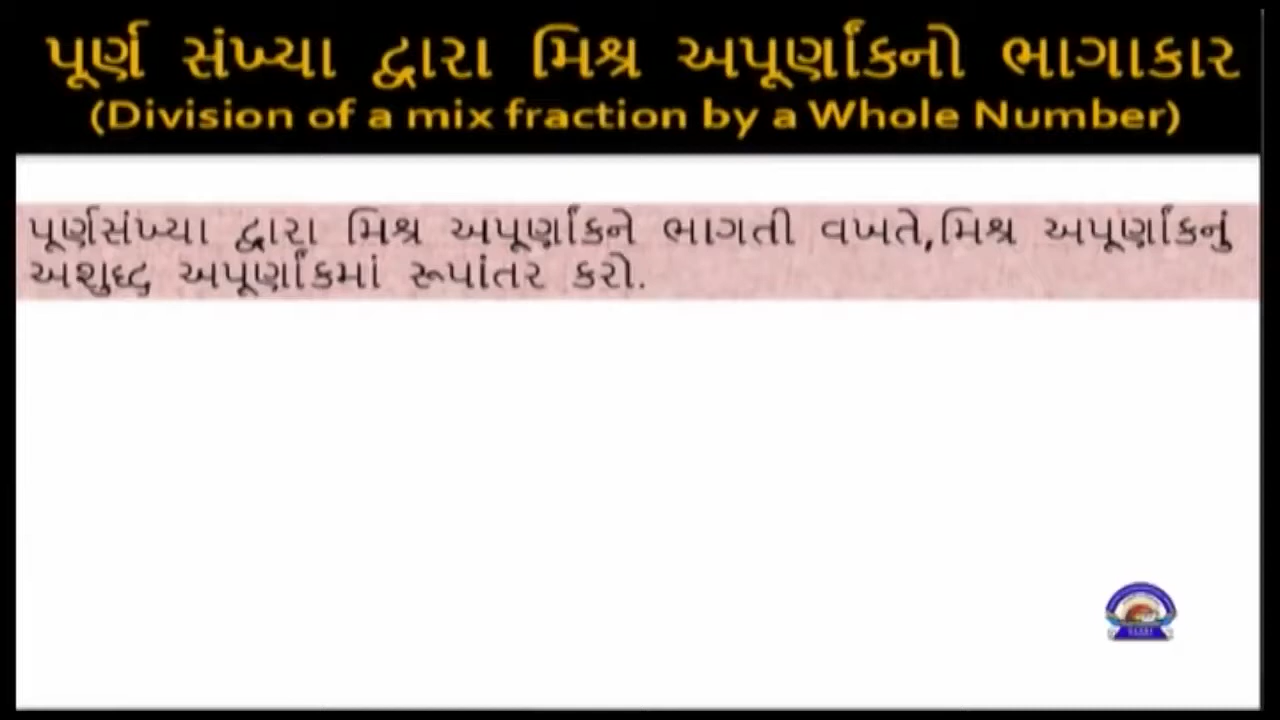 પૂર્ણ સંખ્યા દ્વારા મિશ્ર અપૂર્ણાંકનો ભાગાકાર
(Division of a mix fraction by a Whole Number)
પૂર્ણસંખ્યા દ્વારા મિશ્ર અપૂર્ણાંકને ભાગતી વખતે,મિશ્ર અપૂર્ણાંકનું
અશુદ્ધ અપૂર્ણાંકમાં રૂપાંતર કરો.